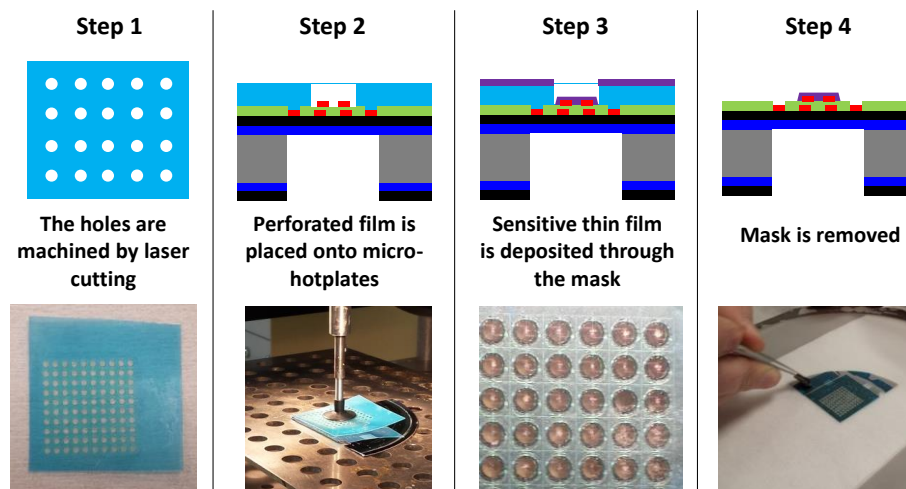 Step 1
The holes are
machined by laser
cutting
Step 2
Perforated film is
placed onto micro-
hotplates
Step 3
Sensitive thin film
is deposited through
the mask
Step 4
Mask is removed